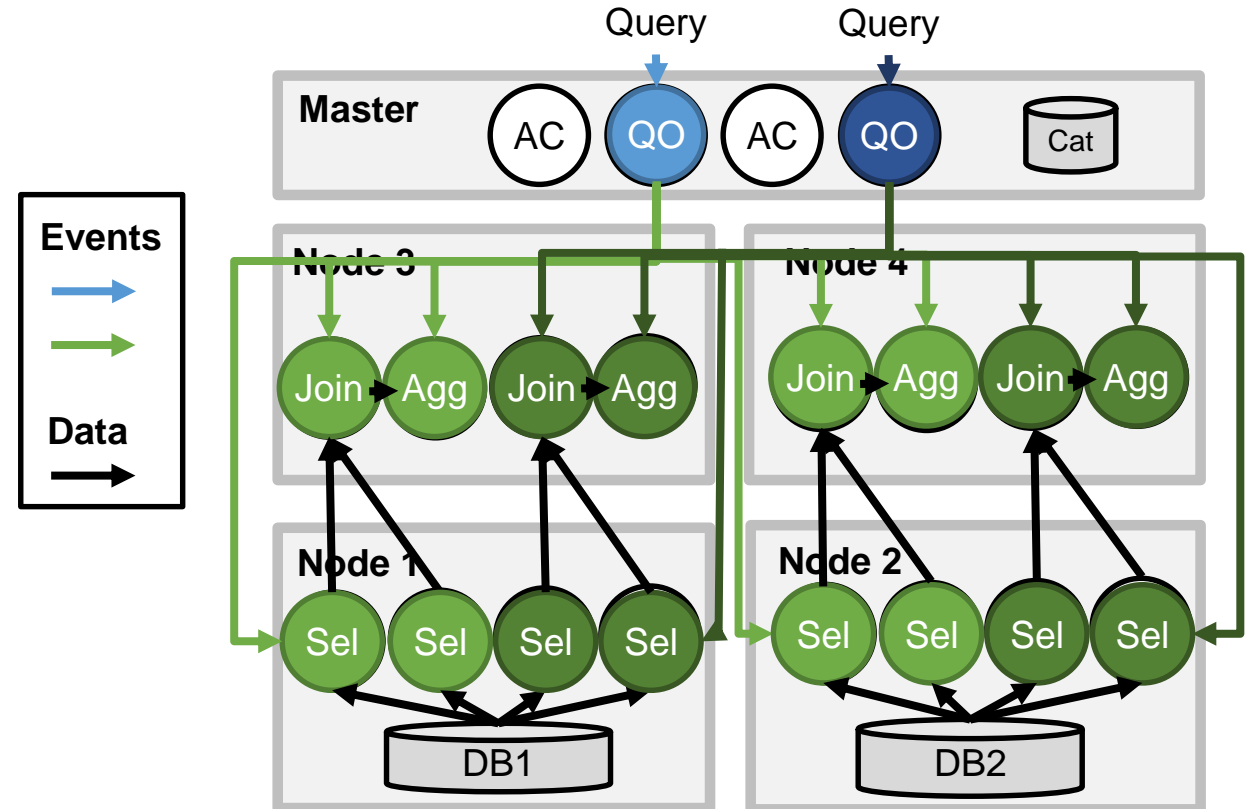 Query Query
Master
AC QO AC QO Cat
Events
Data
Node 3 Node 4
Join Agg Join Agg Join Agg Join Agg
Node 1 Node 2
Sel Sel Sel Sel Sel Sel Sel Sel
DB1 DB2